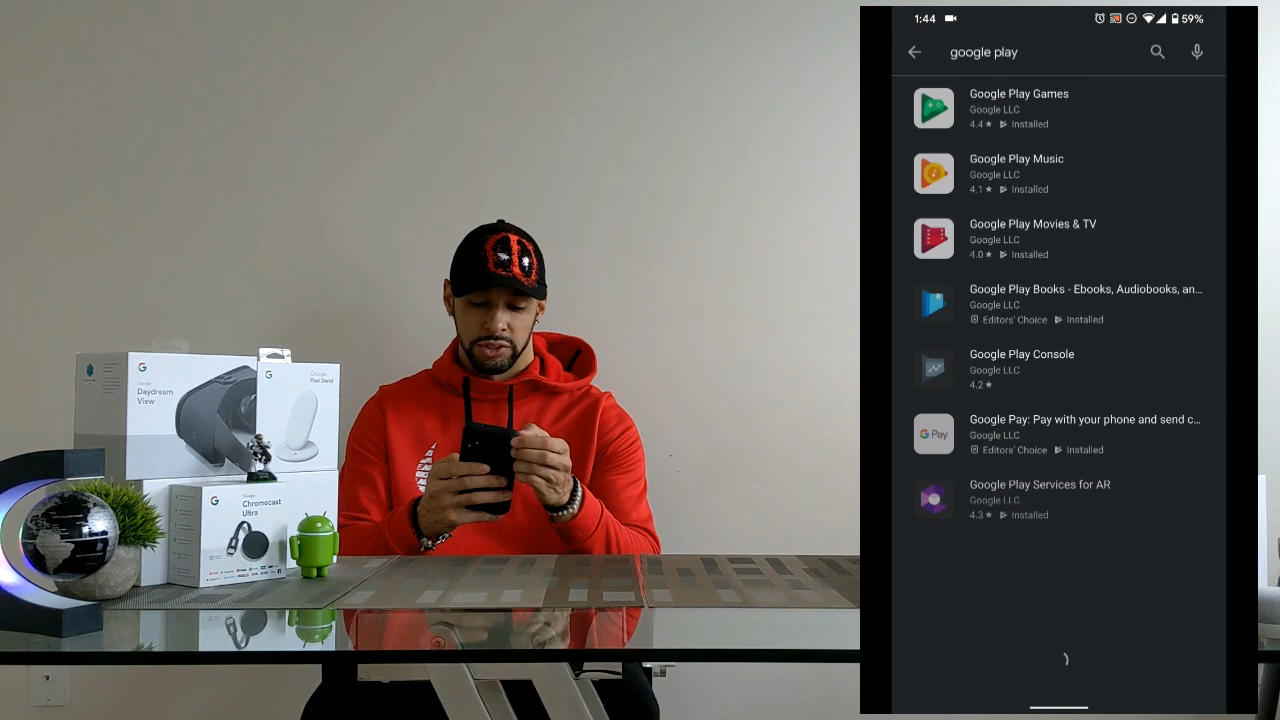 1:44
59%
google play
Google Play Games
Google LLC
4.4★ Installed
Google Play Music
Google LLC
4.1★ Installed
Google Play Movies & TV
Google LLC
4.0★ Installed
Google Play Books - Ebooks, Audiobooks, an...
Google LLC
Editors' Choice Installed
Google Play Console
Google LLC
4.2★
G Pay
Google Pay: Pay with your phone and send c...
Google LLC
Editors' Choice Installed
Google Play Services for AR
Google LLC
4.3★ Installed
G
Google
Daydream
View
G
Google
Pixel Stand
G
Google
Chromecast
Ultra